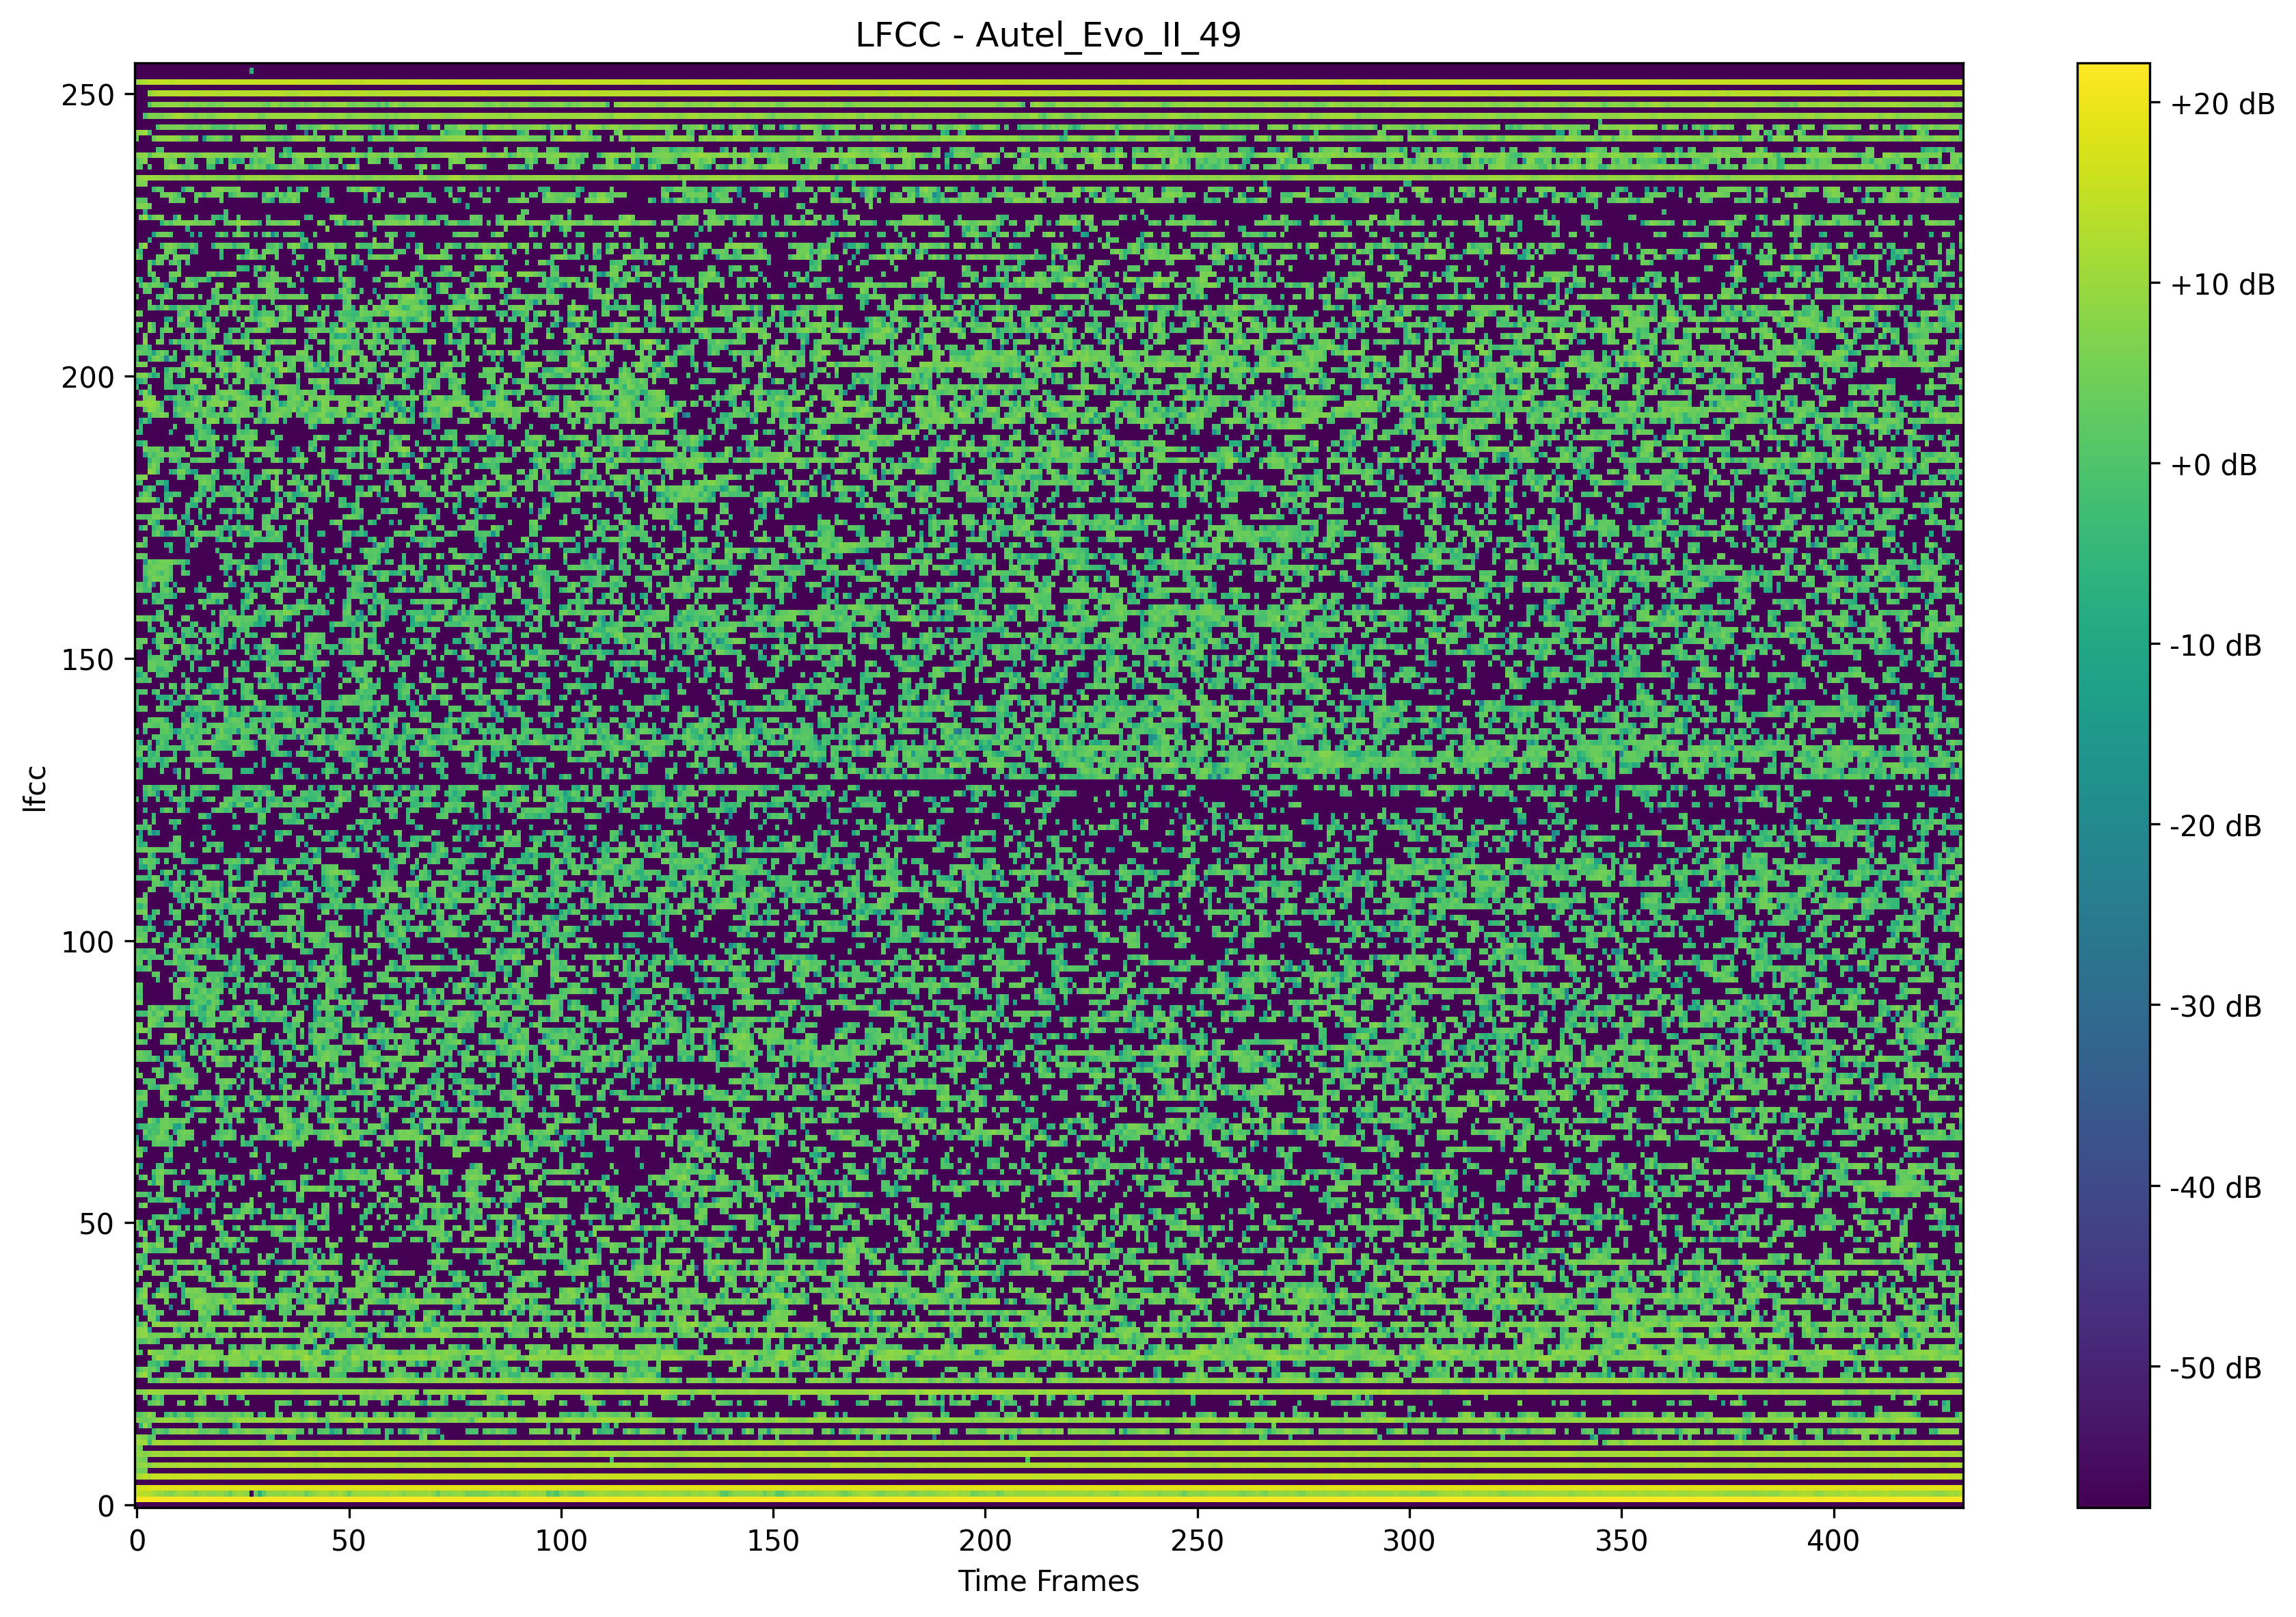 LFCC - Autel_Evo_II_49
lfcc
250
200
150
100
50
0
0 50 100 150 200 250 300 350 400
Time Frames
+20 dB
+10 dB
+0 dB
-10 dB
-20 dB
-30 dB
-40 dB
-50 dB